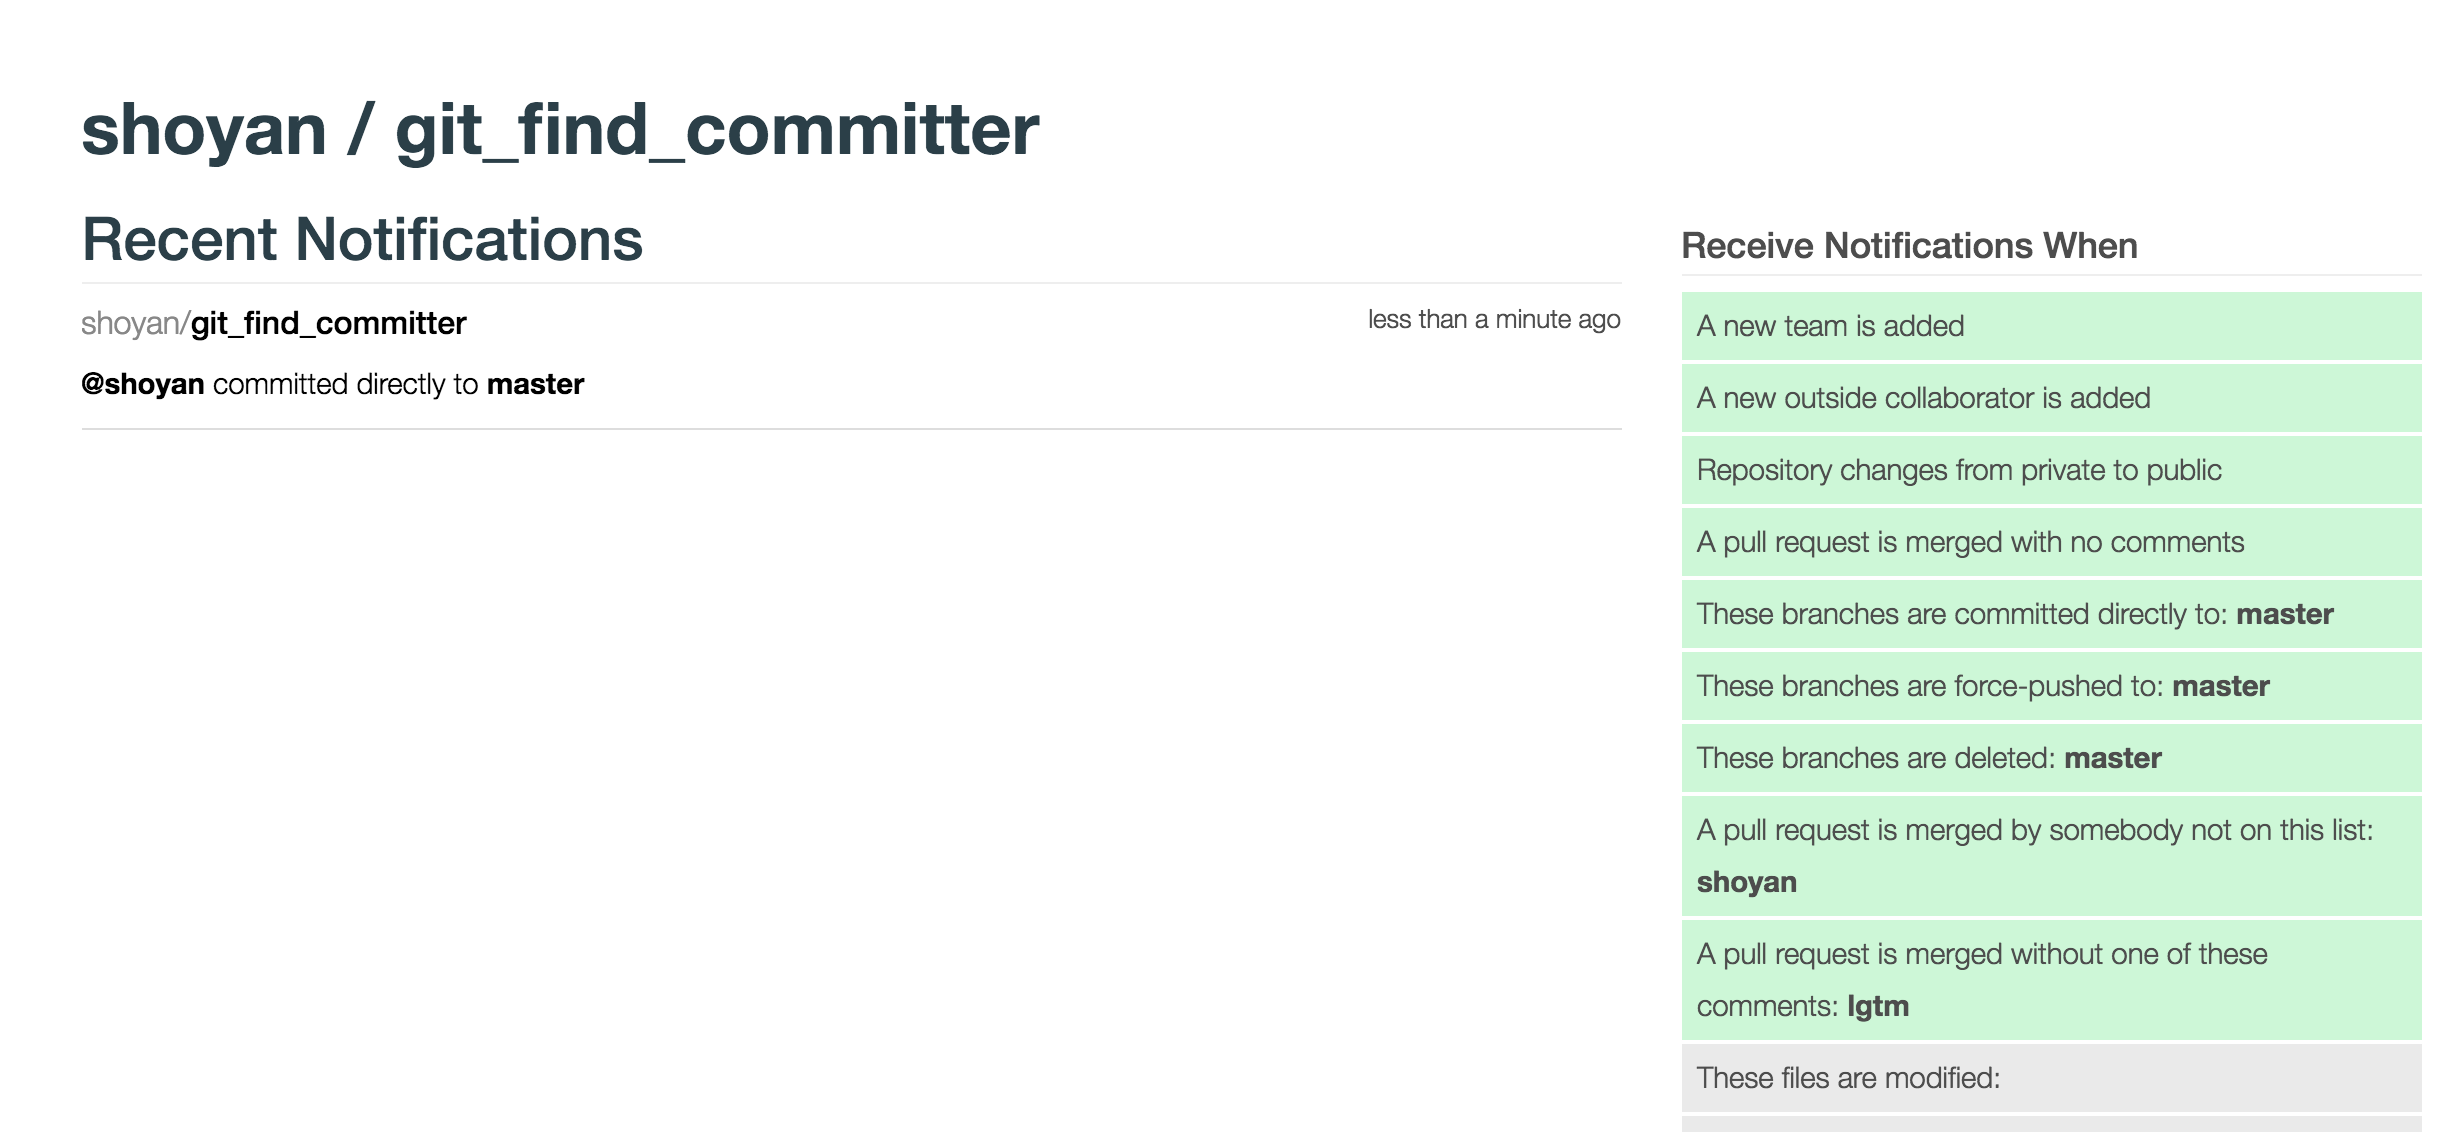 shoyan / git_find_committer
Recent Notifications
shoyan/git_find_committer
less than a minute ago
@shoyan committed directly to master
Receive Notifications When
A new team is added
A new outside collaborator is added
Repository changes from private to public
A pull request is merged with no comments
These branches are committed directly to: master
These branches are force-pushed to: master
These branches are deleted: master
A pull request is merged by somebody not on this list:
shoyan
A pull request is merged without one of these
comments: lgtm
These files are modified: